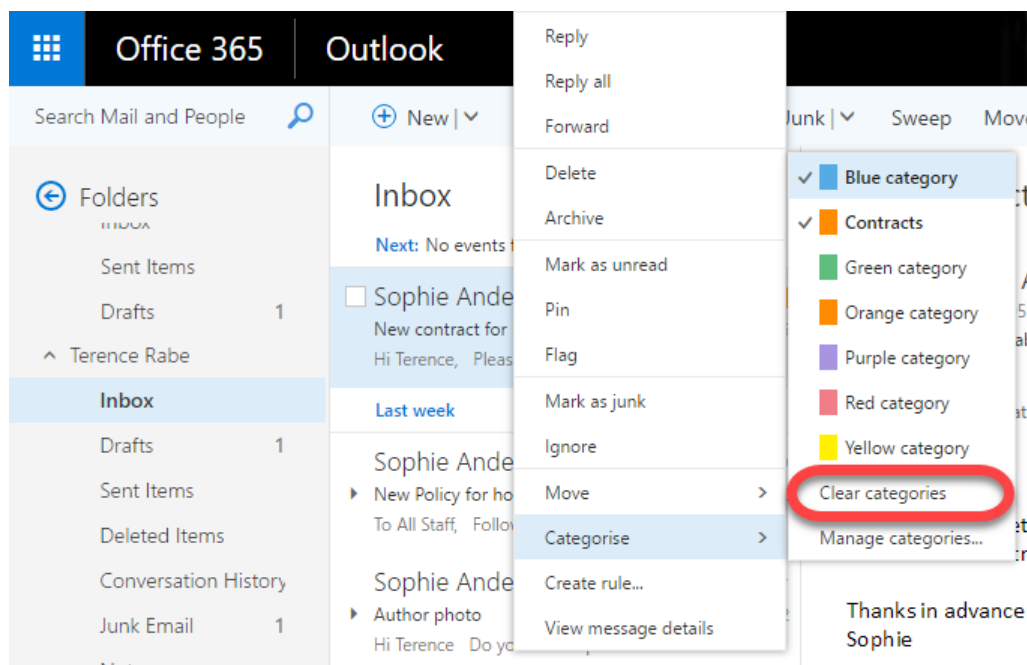 Office 365
Outlook
Search Mail and People
New
Junk
Sweep
Folders
Inbox
Sent Items
Drafts 1
Terence Rabe
Inbox
Drafts 1
Sent Items
Deleted Items
Conversation History
Junk Email 1
Inbox
Next: No events
Sophie Ande
New contract for
Hi Terence, Pleas
Last week
Sophie Ande
New Policy for ho
To All Staff, Follow
Sophie Ande
Author photo
Hi Terence Do yo
Reply
Reply all
Forward
Delete
Archive
Mark as unread
Pin
Flag
Mark as junk
Ignore
Move
Categorise
Create rule...
View message details
Blue category
Contracts
Green category
Orange category
Purple category
Red category
Yellow category
Clear categories
Manage categories...
Thanks in advance
Sophie